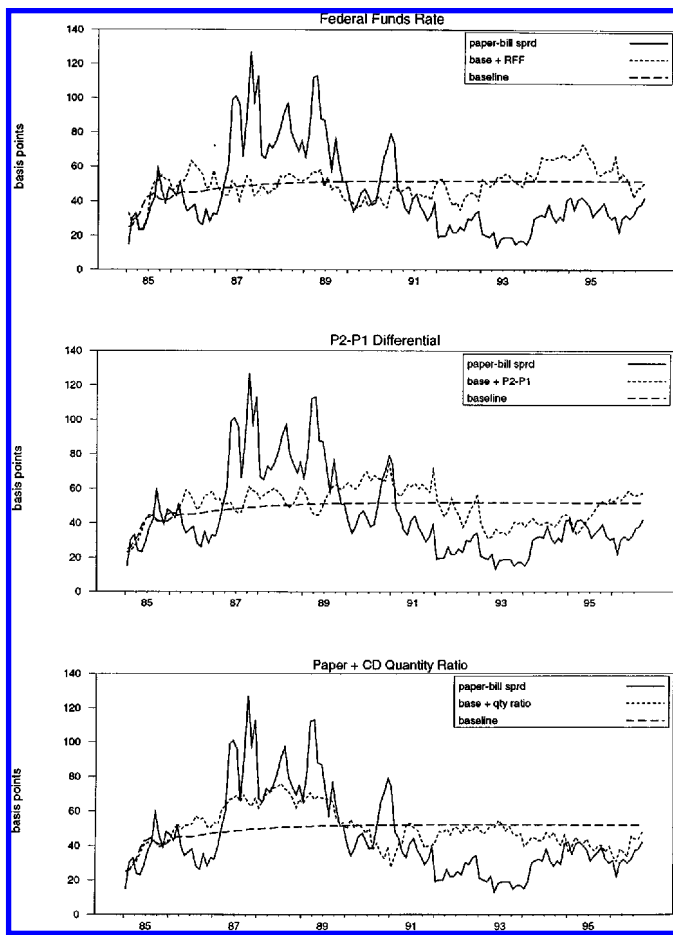 Federal Funds Rate
140
120
100
80
60
40
20
0
basis points
paper-bill sprd
base + RFF
baseline
85 87 89 91 93 95
P2-P1 Differential
140
120
100
80
60
40
20
0
basis points
paper-bill sprd
base + P2-P1
baseline
85 87 89 91 93 95
Paper + CD Quantity Ratio
140
120
100
80
60
40
20
0
basis points
paper-bill sprd
base + qty ratio
baseline
85 87 89 91 93 95